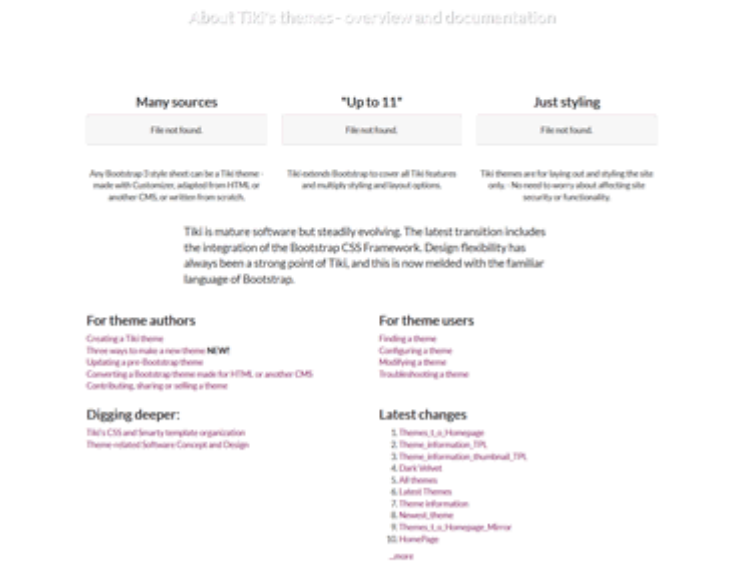 About Tiki's themes - overview and documentation
Many sources
"Up to 11"
Just styling
File not found.
File not found.
File not found.
Any Bootstrap 3 style sheet can be a Tiki theme -
made with Customizer, adapted from HTML or
another CMS, or written from scratch.
Tiki extends Bootstrap to cover all Tiki features
and multiply styling and layout options.
Tiki themes are for laying out and styling the site
only. - No need to worry about affecting site
security or functionality.
Tiki is mature software but steadily evolving. The latest transition includes
the integration of the Bootstrap CSS Framework. Design flexibility has
always been a strong point of Tiki, and this is now melded with the familiar
language of Bootstrap.
For theme authors
Creating a Tiki theme
Three ways to make a new theme NEW!
Updating a pre-Bootstrap theme
Converting a Bootstrap theme made for HTML or another CMS
Contributing, sharing or selling a theme
For theme users
Finding a theme
Configuring a theme
Modifying a theme
Troubleshooting a theme
Digging deeper:
Tiki's CSS and Smarty template organization
Theme-related Software Concept and Design
Latest changes
1. Themes_t_o_Homepage
2. Theme_information_TPL
3. Theme_information_thumbnail_TPL
4. Dark Velvet
5. All themes
6. Latest Themes
7. Theme information
8. Newest_theme
9. Themes_t_o_Homepage_Mirror
10. HomePage
...more